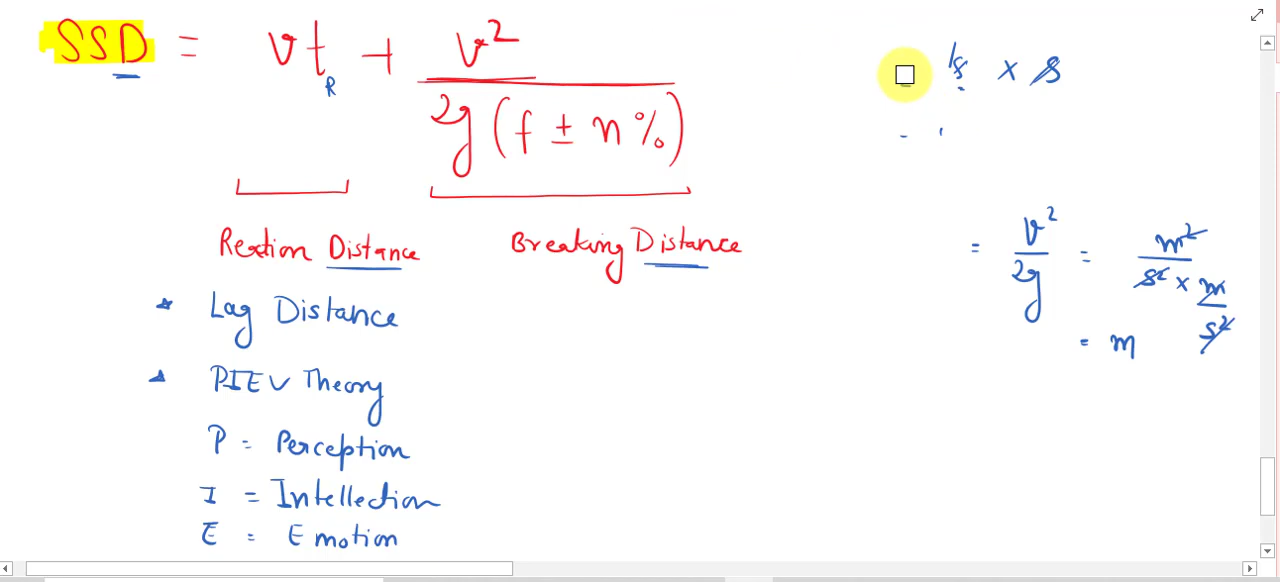 SSD = vt_R + v² / 2g (f ± n%)
/s × s
Reaction Distance
Breaking Distance
= v² / 2g = m² / s² × m / s²
= m
* Lag Distance
* PIEV Theory
P = Perception
I = Intellection
E = Emotion